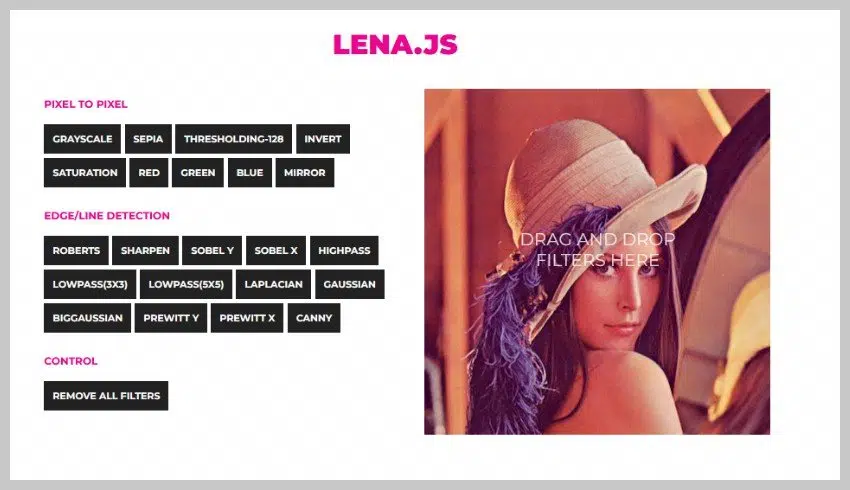 LENA.JS
PIXEL TO PIXEL
GRAYSCALE SEPIA THRESHOLDING-128 INVERT
SATURATION RED GREEN BLUE MIRROR
EDGE/LINE DETECTION
ROBERTS SHARPEN SOBEL Y SOBEL X HIGHPASS
LOWPASS(3X3) LOWPASS(5X5) LAPLACIAN GAUSSIAN
BIGGAUSSIAN PREWITT Y PREWITT X CANNY
CONTROL
REMOVE ALL FILTERS
DRAG AND DROP
FILTERS HERE